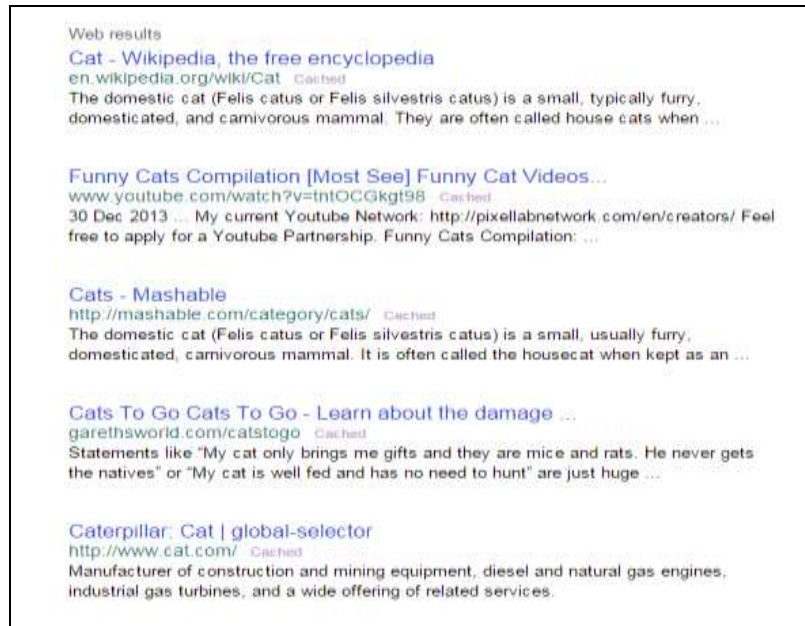 Web results
Cat - Wikipedia, the free encyclopedia
en.wikipedia.org/wiki/Cat Cached
The domestic cat (Felis catus or Felis silvestris catus) is a small, typically furry,
domesticated, and carnivorous mammal. They are often called house cats when ...
Funny Cats Compilation [Most See] Funny Cat Videos...
www.youtube.com/watch?v=tntOCGkgt98 Cached
30 Dec 2013 ... My current Youtube Network: http://pixellabnetwork.com/en/creators/ Feel
free to apply for a Youtube Partnership. Funny Cats Compilation: ...
Cats - Mashable
http://mashable.com/category/cats/ Cached
The domestic cat (Felis catus or Felis silvestris catus) is a small, usually furry,
domesticated, carnivorous mammal. It is often called the housecat when kept as an ...
Cats To Go Cats To Go - Learn about the damage ...
garethsworld.com/catstogo Cached
Statements like "My cat only brings me gifts and they are mice and rats. He never gets
the natives" or "My cat is well fed and has no need to hunt" are just huge ...
Caterpillar: Cat | global-selector
http://www.cat.com/ Cached
Manufacturer of construction and mining equipment, diesel and natural gas engines,
industrial gas turbines, and a wide offering of related services.